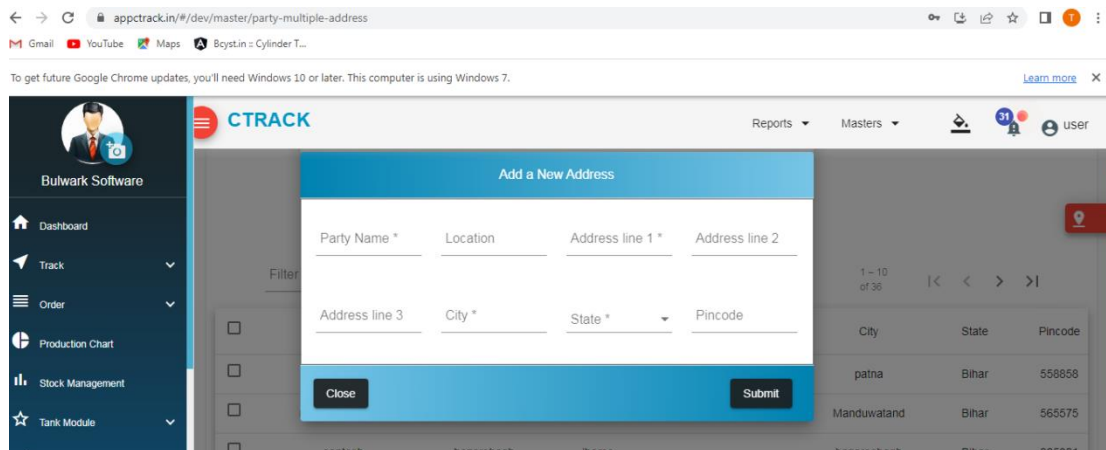 appctrack.in/#/dev/master/party-multiple-address
T
Gmail YouTube Maps Bcyst.in :: Cylinder T...
To get future Google Chrome updates, you'll need Windows 10 or later. This computer is using Windows 7. Learn more
CTRACK Reports Masters 31 user
Bulwark Software
Dashboard
Track
Order
Production Chart
Stock Management
Tank Module
Add a New Address
Party Name * Location Address line 1 * Address line 2
Address line 3 City * State * Pincode
Close Submit
Filter 1 – 10
of 36
City State Pincode
patna Bihar 558858
Manduwatand Bihar 565575